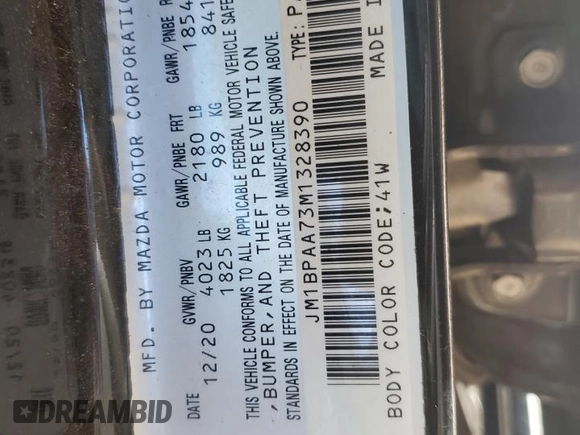 MFD. BY MAZDA MOTOR CORPORATION
DATE GVWR/PNBV GAWR/PNBE FRT GAWR/PNBE
12/20 4023 LB 2180 LB 1854
1825 KG 989 KG 841
THIS VEHICLE CONFORMS TO ALL APPLICABLE FEDERAL MOTOR VEHICLE
,BUMPER, AND THEFT PREVENTION
STANDARDS IN EFFECT ON THE DATE OF MANUFACTURE SHOWN ABOVE.
JM1BPAA73M1328390 TYPE:
BODY COLOR CODE;41W MADE
DREAMBID